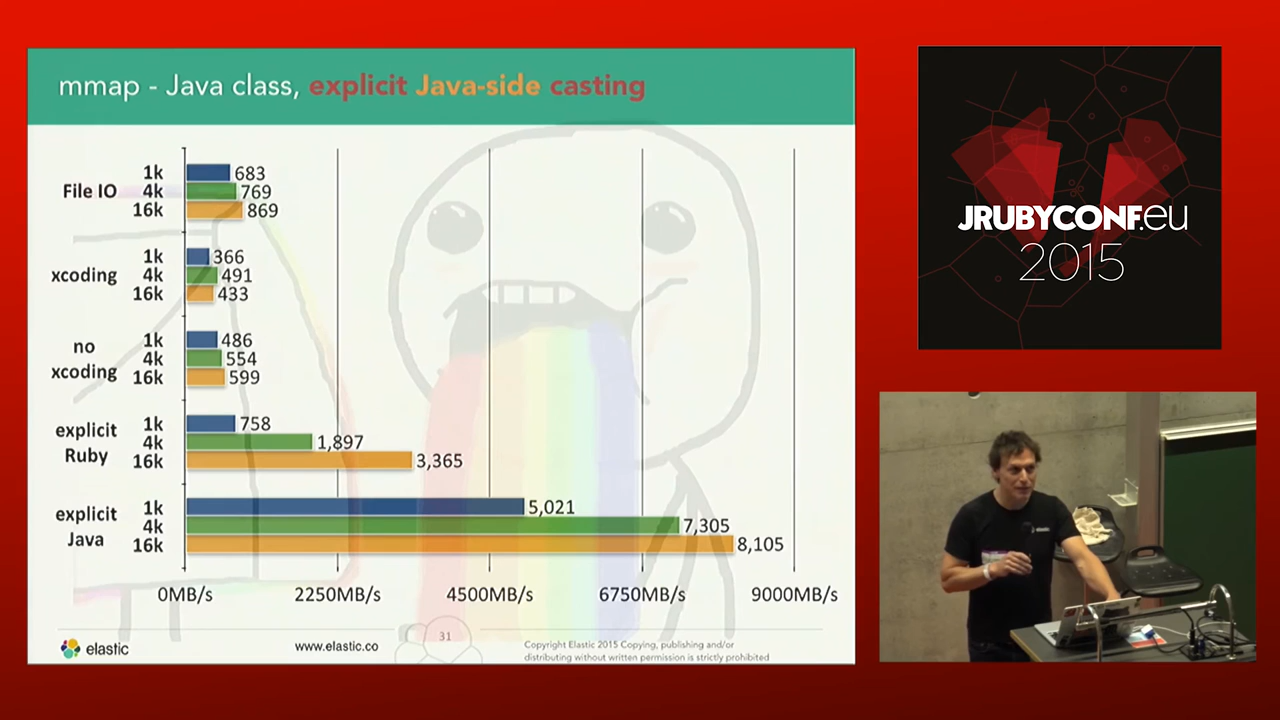 mmap - Java class, explicit Java-side casting
File IO
1k 683
4k 769
16k 869
xcoding
1k 366
4k 491
16k 433
no
xcoding
1k 486
4k 554
16k 599
explicit
Ruby
1k 758
4k 1,897
16k 3,365
explicit
Java
1k 5,021
4k 7,305
16k 8,105
0MB/s 2250MB/s 4500MB/s 6750MB/s 9000MB/s
elastic
www.elastic.co
31
Copyright Elastic 2015 Copying, publishing and/or
distributing without written permission is strictly prohibited
JRUBYCONF.eu
2015
elastic